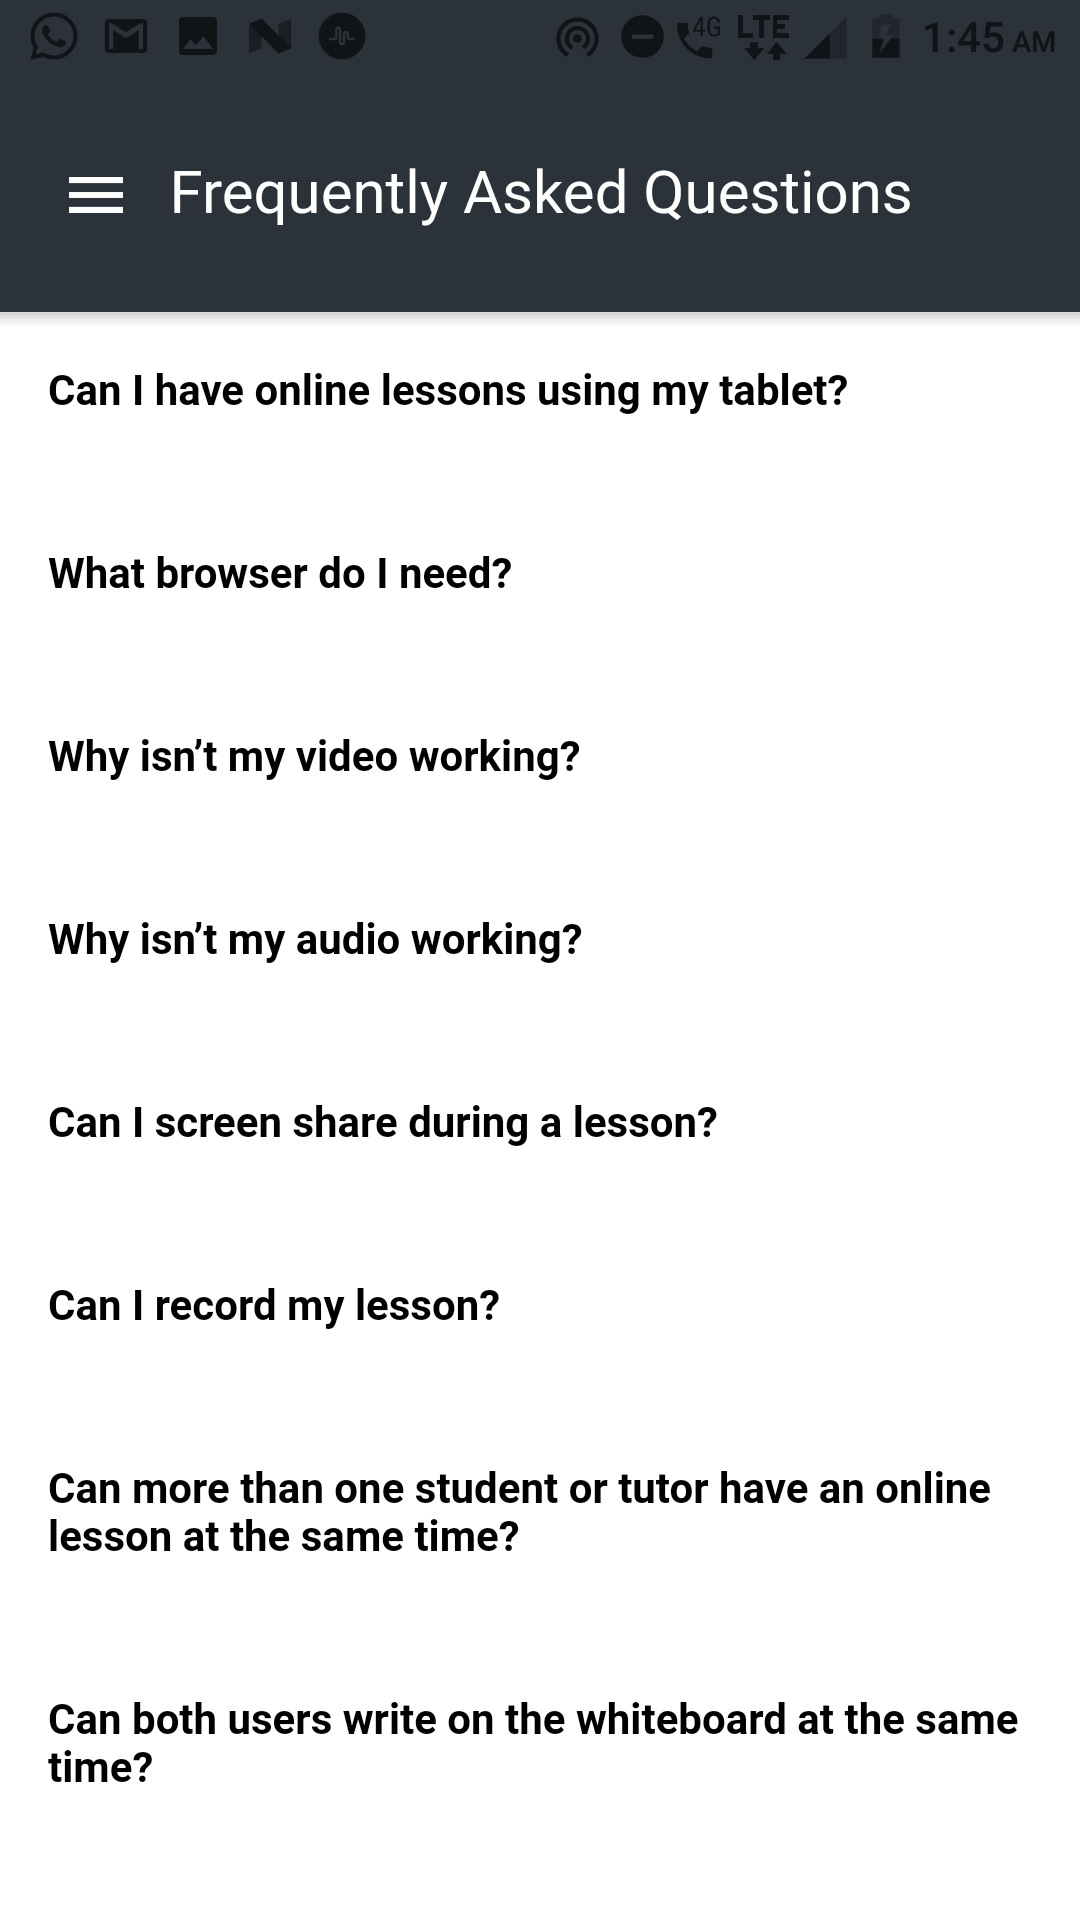 4G LTE 1:45 AM
Frequently Asked Questions
Can I have online lessons using my tablet?
What browser do I need?
Why isn’t my video working?
Why isn’t my audio working?
Can I screen share during a lesson?
Can I record my lesson?
Can more than one student or tutor have an online
lesson at the same time?
Can both users write on the whiteboard at the same
time?